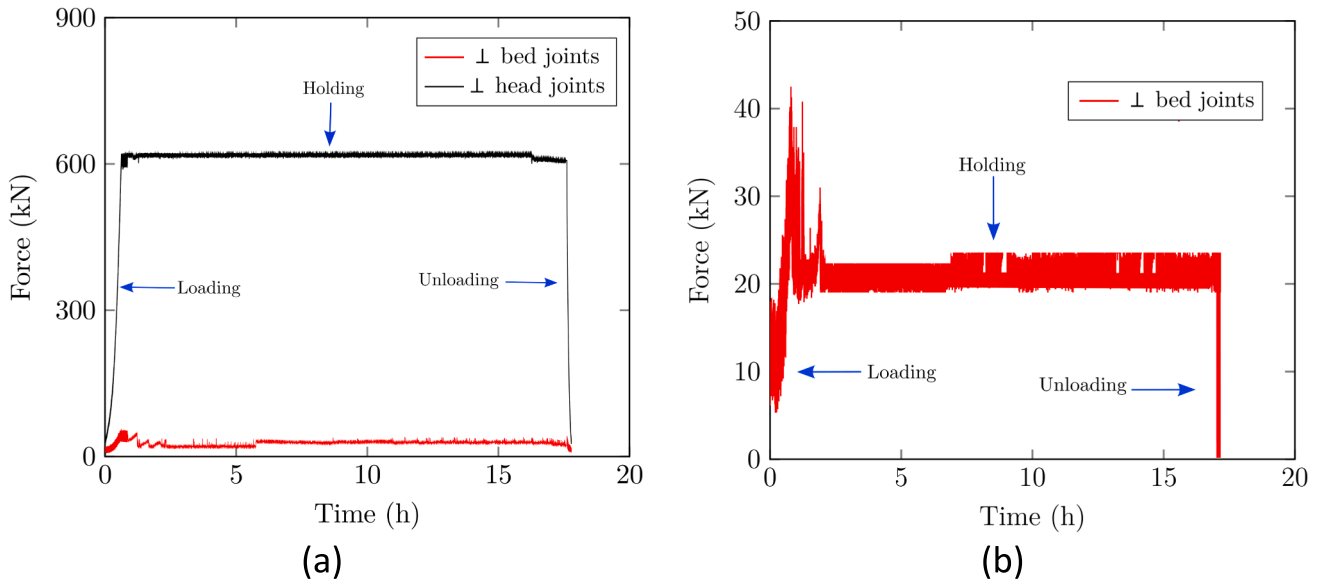 900
600
300
0
Force (kN)
⊥ bed joints
⊥ head joints
Holding
Loading
Unloading
0
5
10
15
20
Time (h)
(a)
50
40
30
20
10
0
Force (kN)
⊥ bed joints
Holding
Loading
Unloading
0
5
10
15
20
Time (h)
(b)